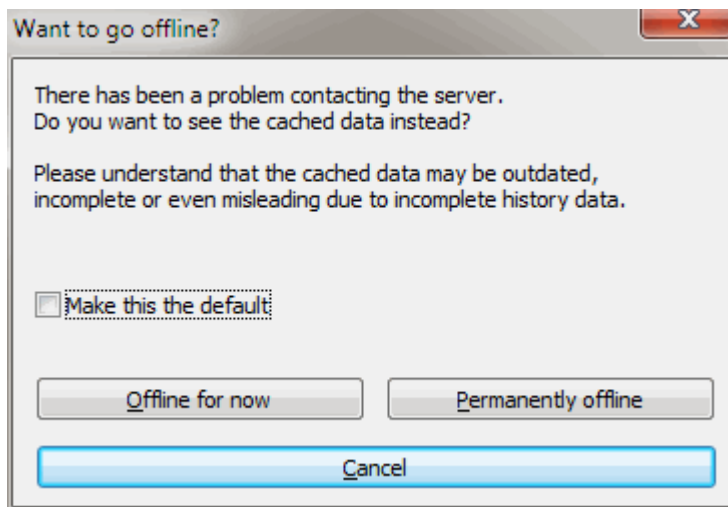 Want to go offline?
There has been a problem contacting the server.
Do you want to see the cached data instead?
Please understand that the cached data may be outdated,
incomplete or even misleading due to incomplete history data.
Make this the default
Offline for now
Permanently offline
Cancel